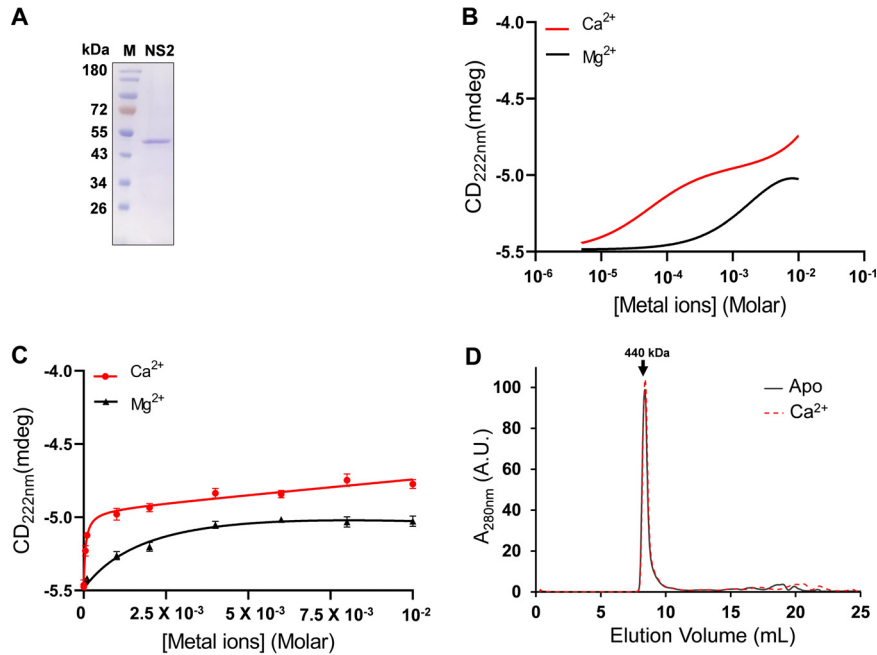 A
kDa M NS2
180
72
55
43
34
26
B
Ca²⁺
Mg²⁺
-4.0
-4.5
-5.0
-5.5
CD₂₂₂ₙₘ(mdeg)
10⁻⁶ 10⁻⁵ 10⁻⁴ 10⁻³ 10⁻² 10⁻¹
[Metal ions] (Molar)
C
Ca²⁺
Mg²⁺
-4.0
-4.5
-5.0
-5.5
CD₂₂₂ₙₘ(mdeg)
0 2.5 X 10⁻³ 5 X 10⁻³ 7.5 X 10⁻³ 10⁻²
[Metal ions] (Molar)
D
440 kDa
Apo
Ca²⁺
100
80
60
40
20
0
A₂₈₀ₙₘ (A.U.)
0 5 10 15 20 25
Elution Volume (mL)